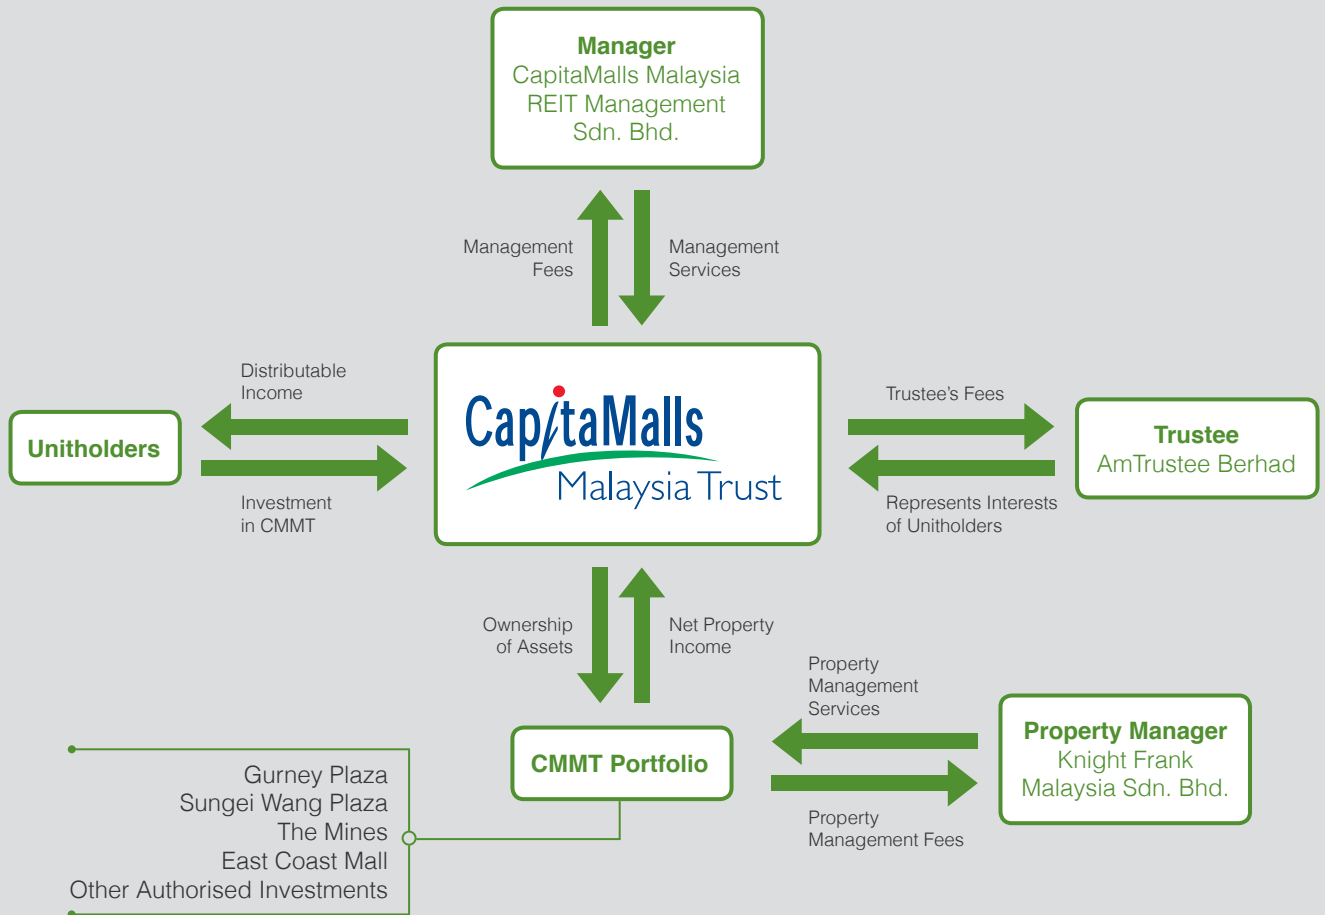 Manager
CapitaMalls Malaysia
REIT Management
Sdn. Bhd.
Management
Fees
Management
Services
Distributable
Income
Unitholders
Investment
in CMMT
CapitaMalls
Malaysia Trust
Trustee's Fees
Trustee
AmTrustee Berhad
Represents Interests
of Unitholders
Ownership
of Assets
Net Property
Income
Property
Management
Services
CMMT Portfolio
Property Manager
Knight Frank
Malaysia Sdn. Bhd.
Property
Management Fees
Gurney Plaza
Sungei Wang Plaza
The Mines
East Coast Mall
Other Authorised Investments